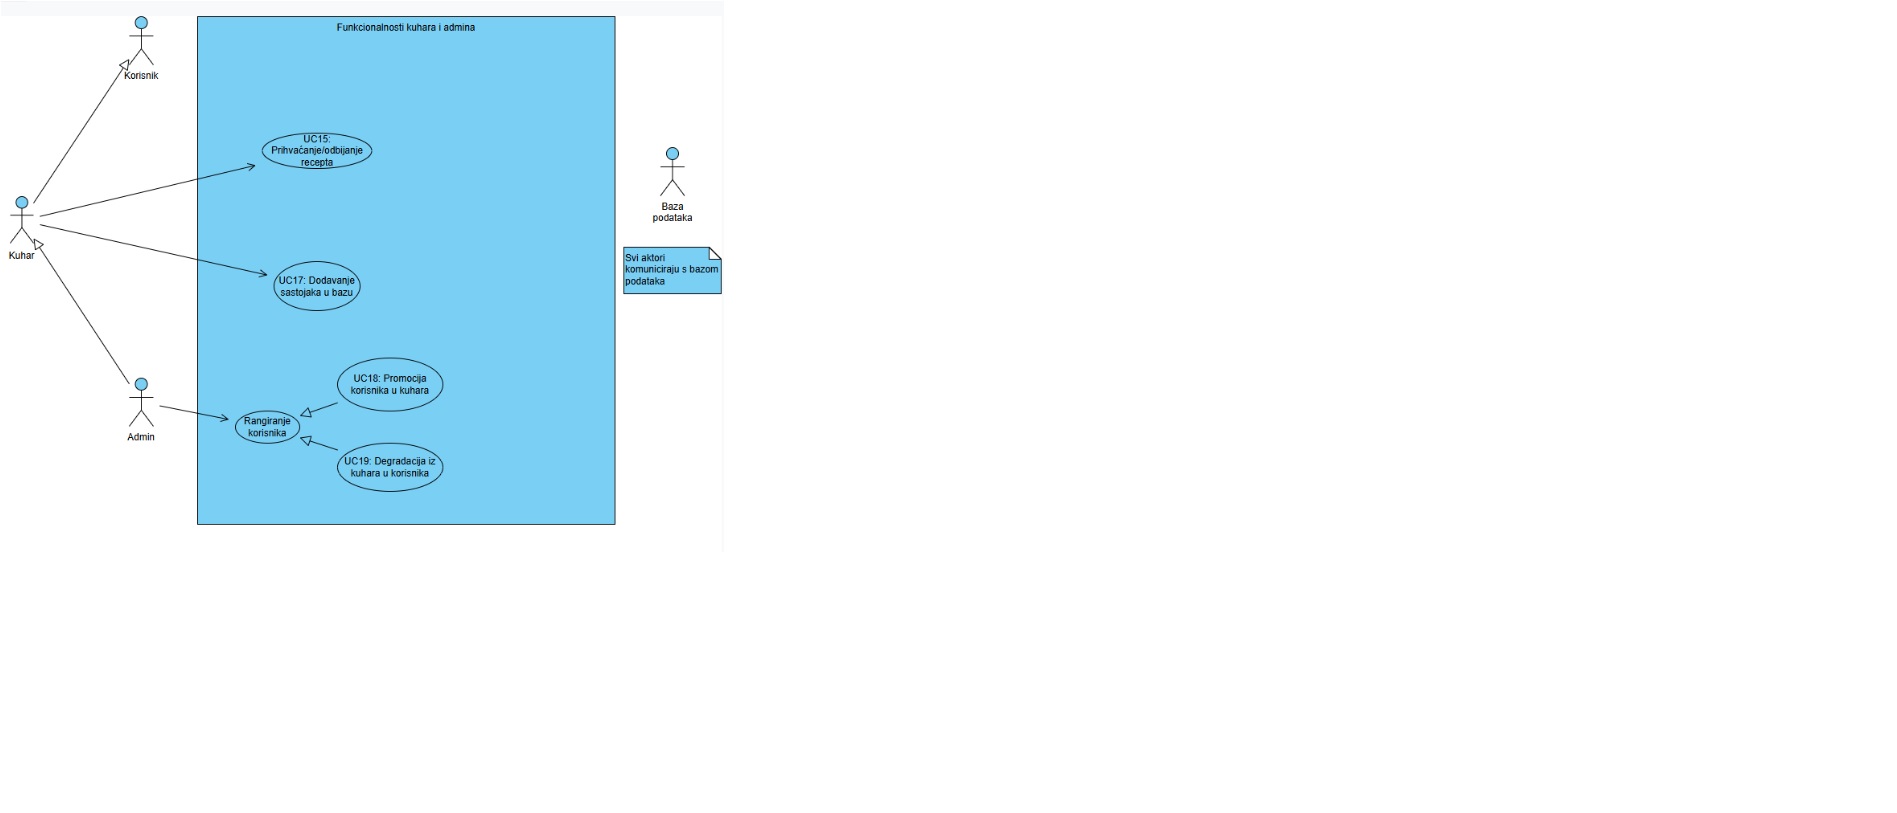 Funkcionalnosti kuhara i admina
Korisnik
UC15:
Prihvaćanje/odbijanje
recepta
Baza
podataka
Kuhar
Svi aktori
komuniciraju s bazom
podataka
UC17: Dodavanje
sastojaka u bazu
UC18: Promocija
korisnika u kuhara
Admin
Rangiranje
korisnika
UC19: Degradacija iz
kuhara u korisnika